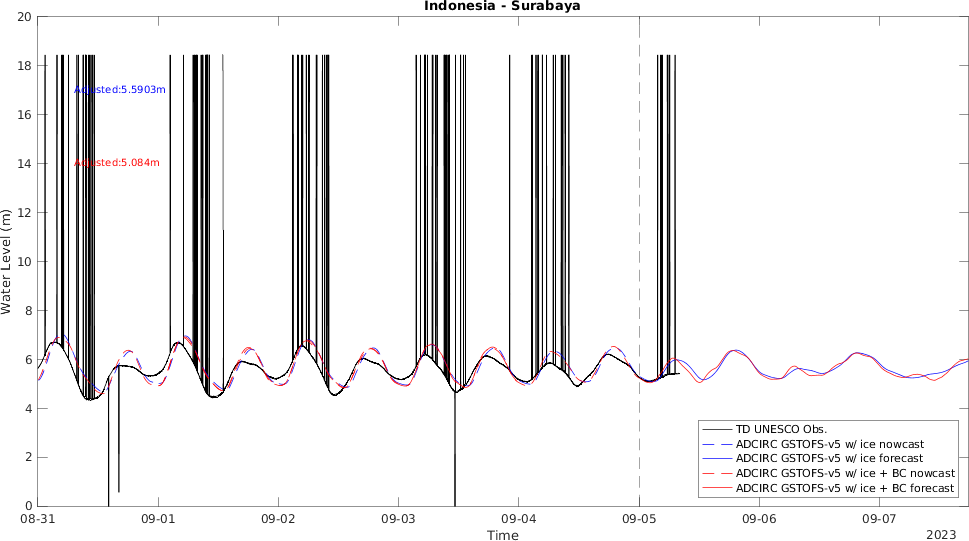 Indonesia - Surabaya
20
18
16
14
12
10
8
6
4
2
0
Water Level (m)
Adjusted:5.5903m
Adjusted:5.084m
TD UNESCO Obs.
ADCIRC GSTOFS-v5 w/ ice nowcast
ADCIRC GSTOFS-v5 w/ ice forecast
ADCIRC GSTOFS-v5 w/ ice + BC nowcast
ADCIRC GSTOFS-v5 w/ ice + BC forecast
08-31 09-01 09-02 09-03 09-04 09-05 09-06 09-07
Time
2023